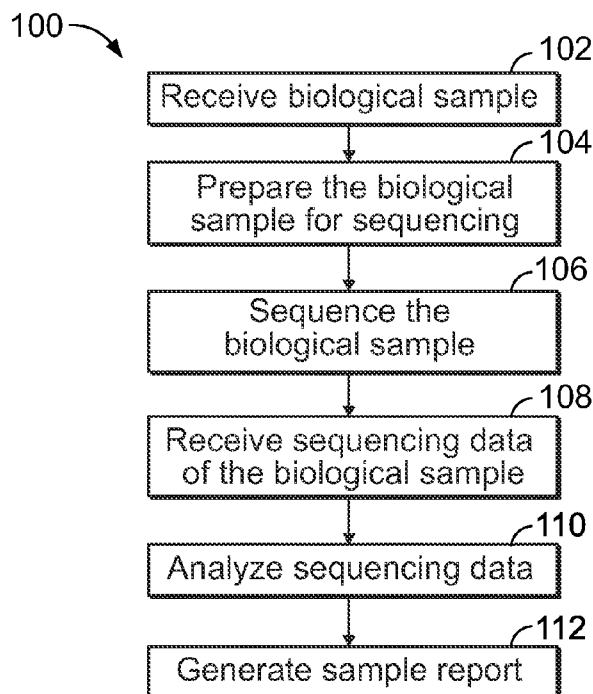 100
102
Receive biological sample
104
Prepare the biological
sample for sequencing
106
Sequence the
biological sample
108
Receive sequencing data
of the biological sample
110
Analyze sequencing data
112
Generate sample report